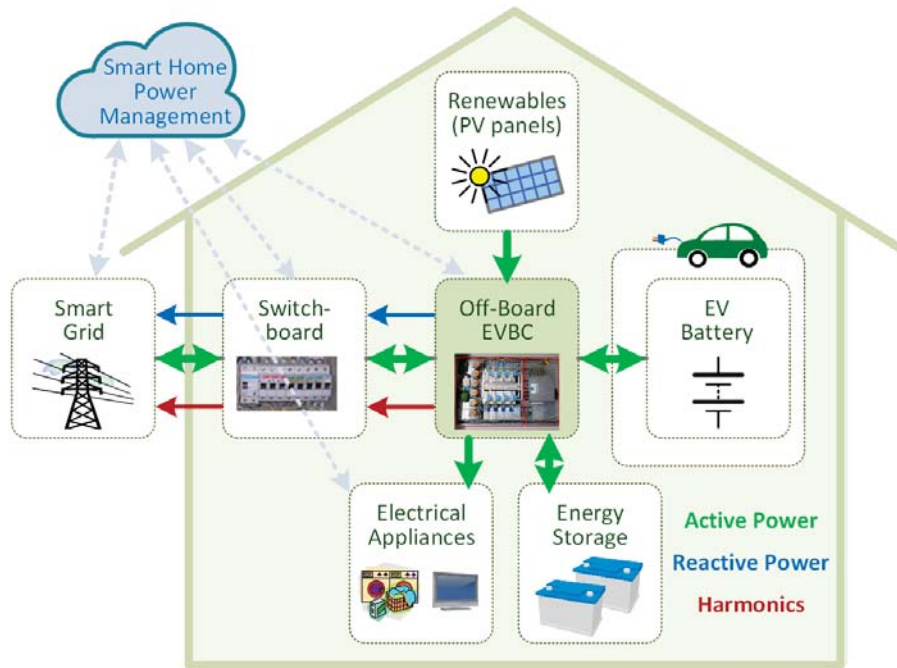 Smart Home
Power
Management
Renewables
(PV panels)
Smart
Grid
Switch-
board
Off-Board
EVBC
EV
Battery
Electrical
Appliances
Energy
Storage
Active Power
Reactive Power
Harmonics